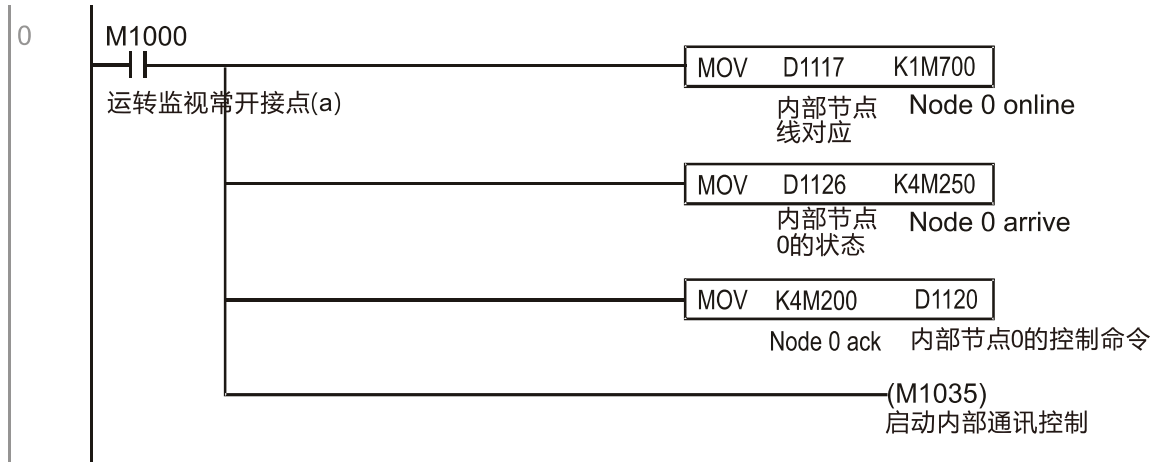 0
M1000
运转监视常开接点(a)
MOV D1117 K1M700
内部节点
线对应
Node 0 online
MOV D1126 K4M250
内部节点
0的状态
Node 0 arrive
MOV K4M200 D1120
Node 0 ack
内部节点0的控制命令
(M1035)
启动内部通讯控制